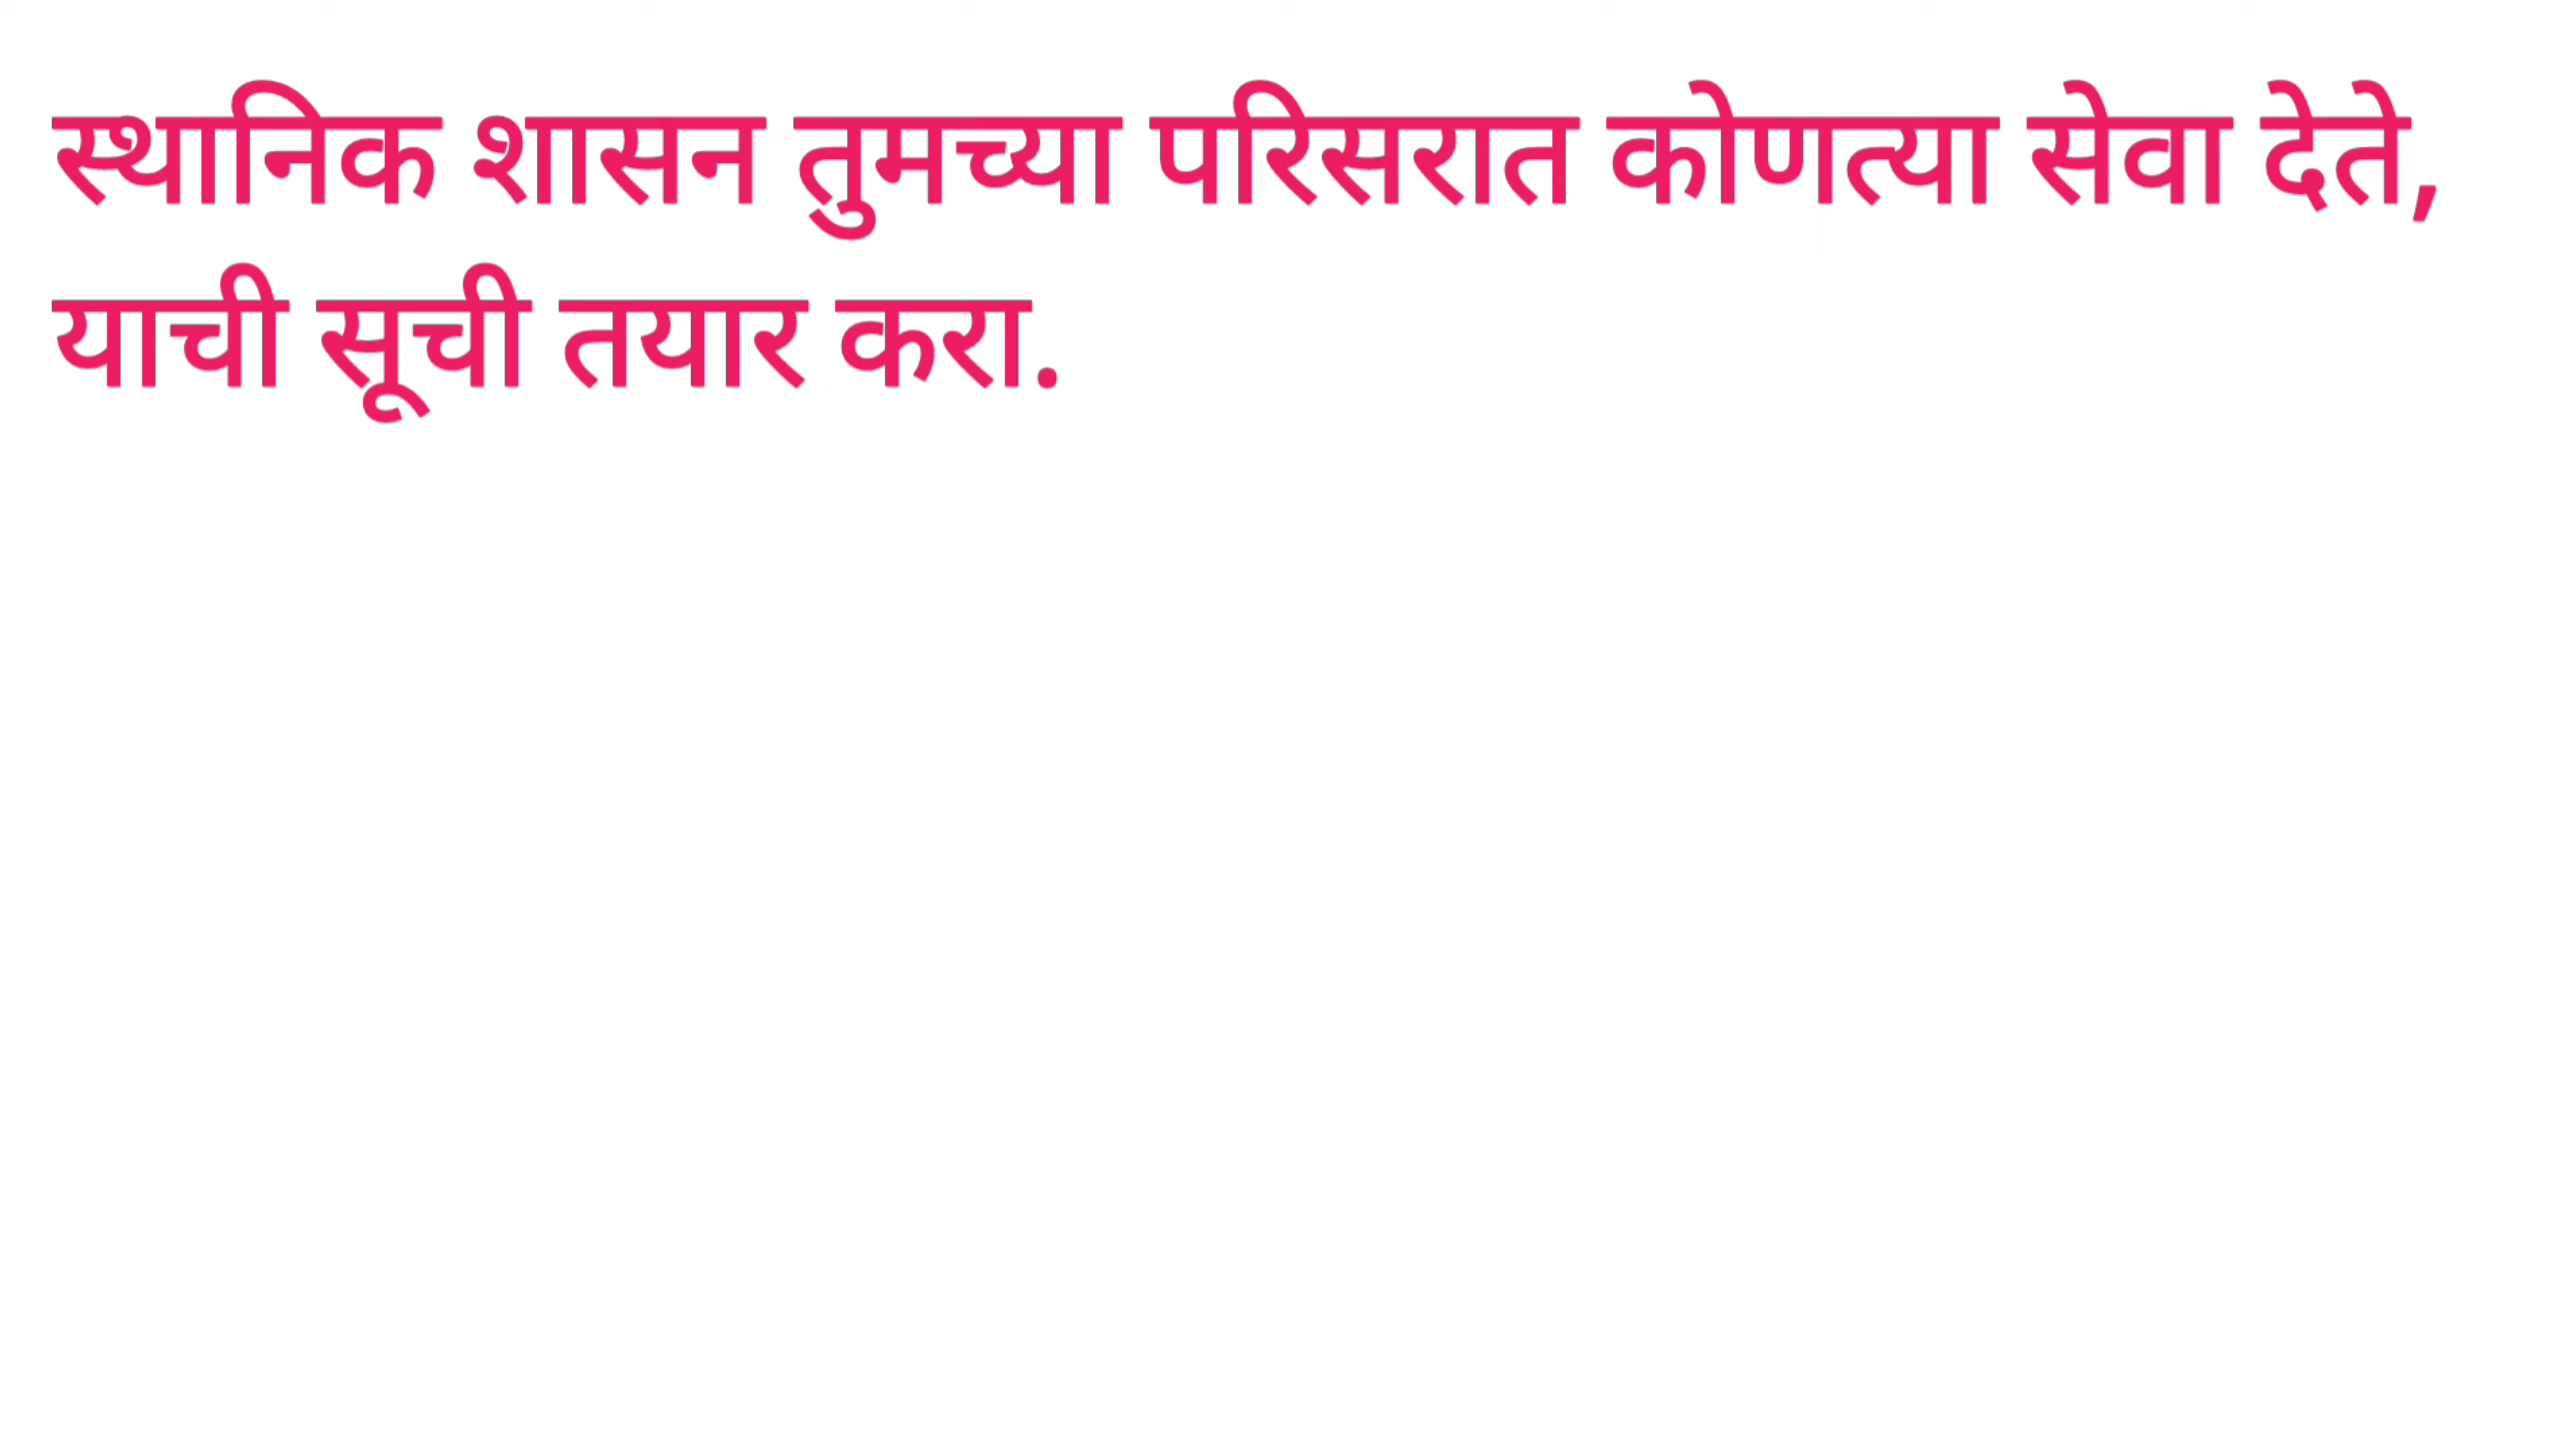 स्थानिक शासन तुमच्या परिसरात कोणत्या सेवा देते,
याची सूची तयार करा.